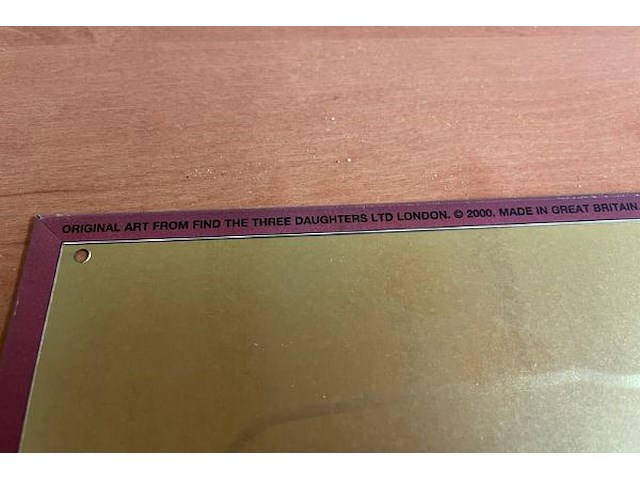 ORIGINAL ART FROM FIND THE THREE DAUGHTERS LTD LONDON. © 2000. MADE IN GREAT BRITAIN.